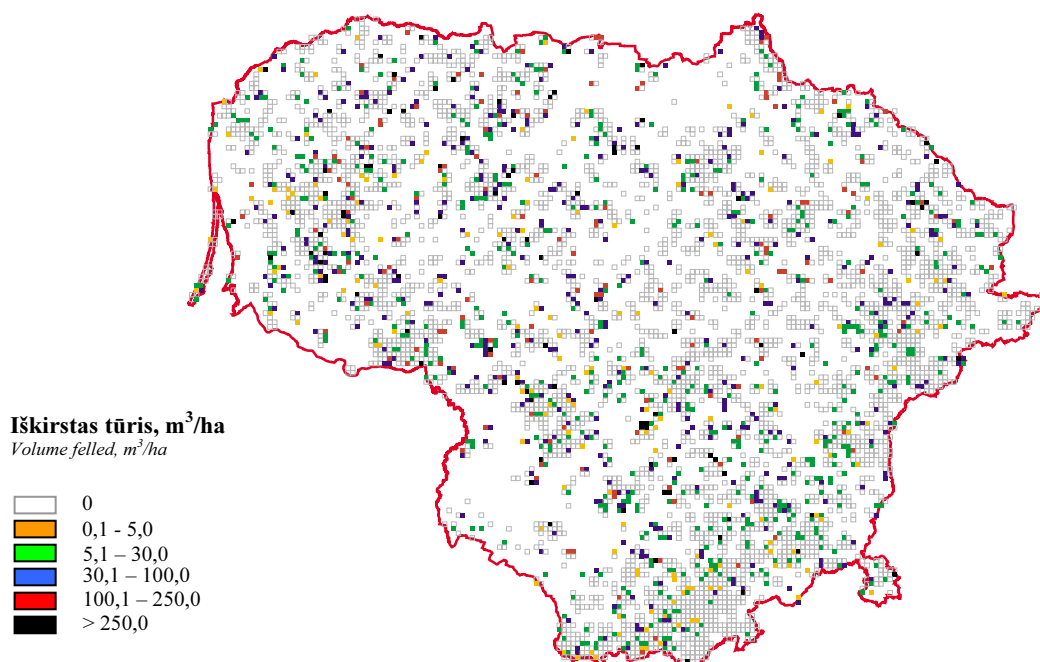 Iškirstas tūris, m³/ha
Volume felled, m³/ha
0
0,1 - 5,0
5,1 – 30,0
30,1 – 100,0
100,1 – 250,0
> 250,0